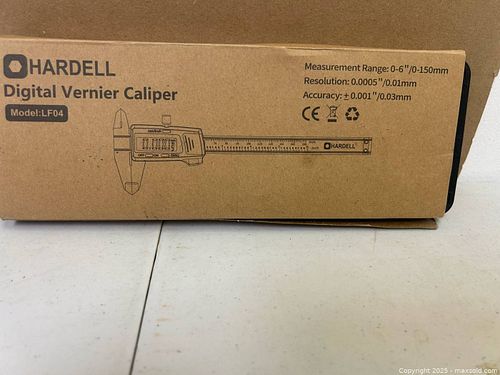 HARDELL
Digital Vernier Caliper
Model:LF04
Measurement Range: 0-6"/0-150mm
Resolution: 0.0005"/0.01mm
Accuracy: ±0.001"/0.03mm
CE
HARDELL
Copyright 2025 - maxsold.com